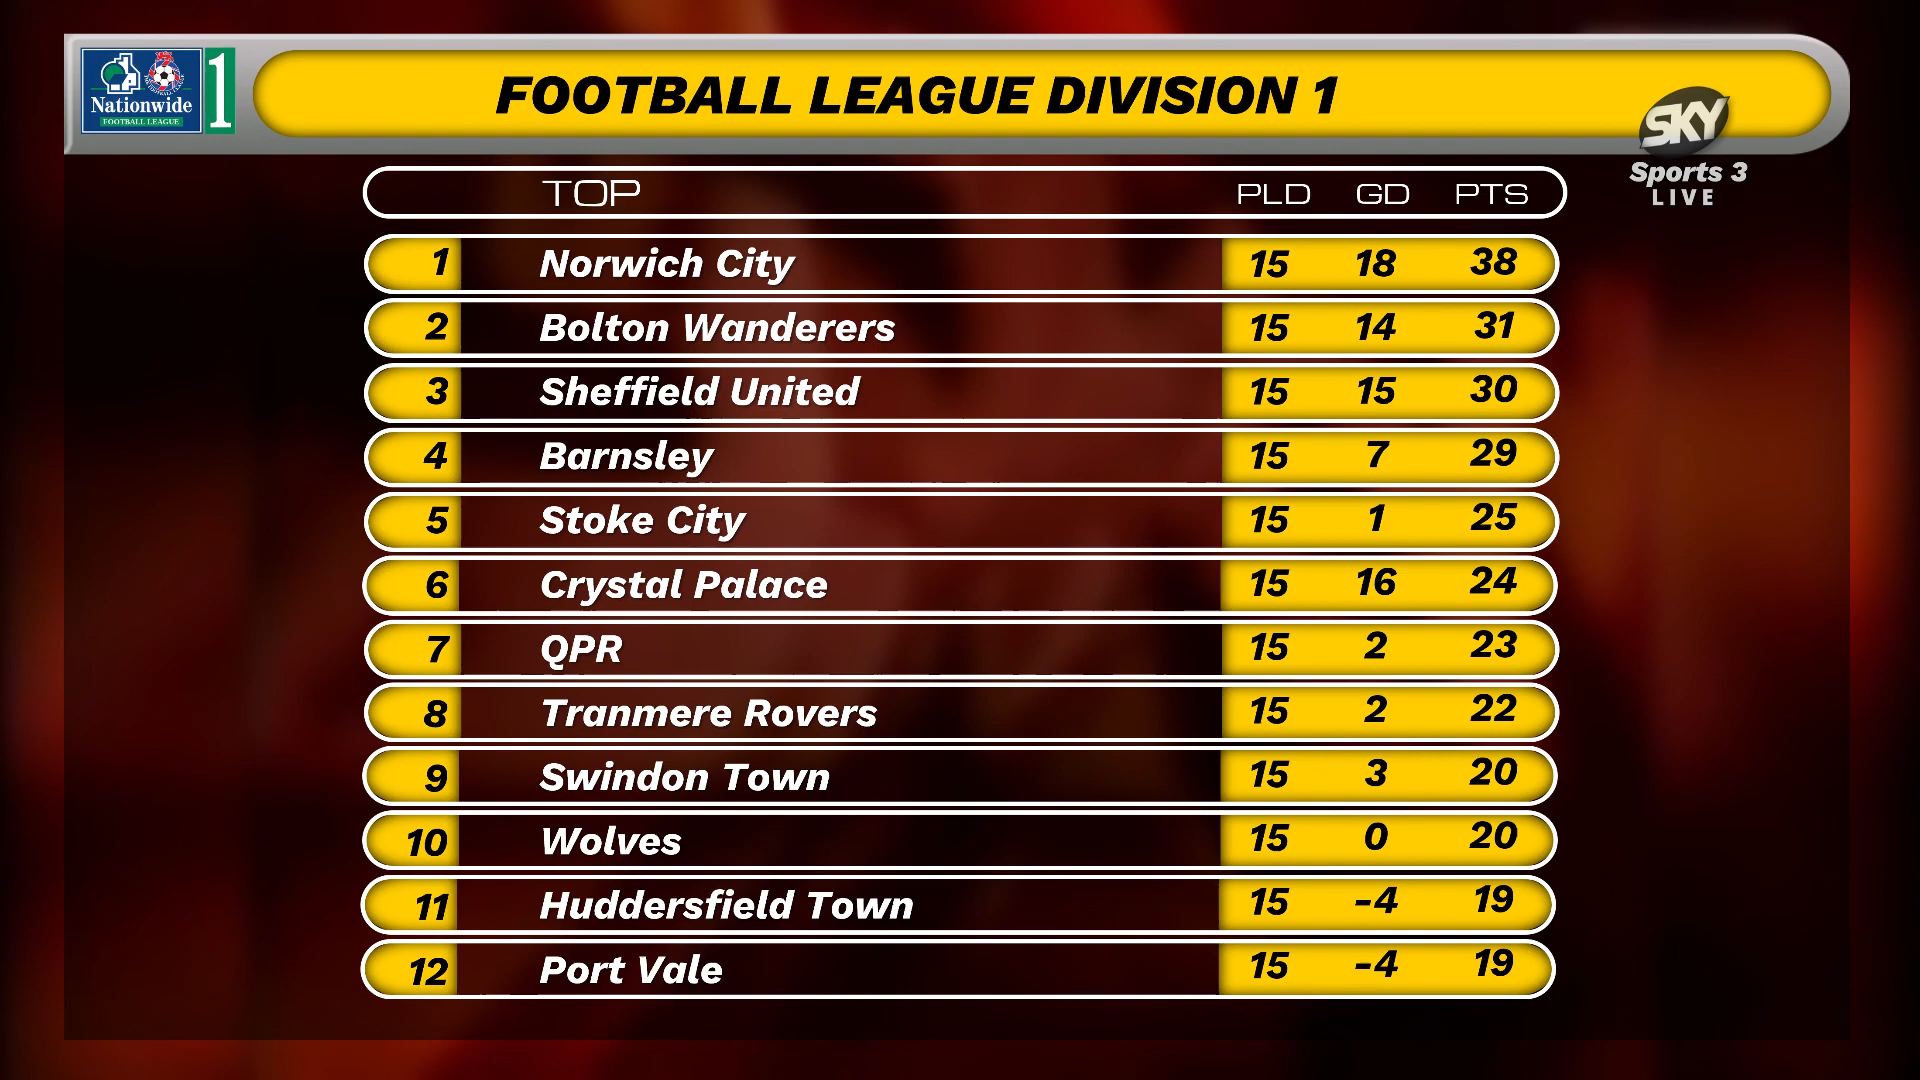 Nationwide
FOOTBALL LEAGUE
1
FOOTBALL LEAGUE DIVISION 1
SKY
Sports 3
LIVE
TOP PLD GD PTS
1 Norwich City 15 18 38
2 Bolton Wanderers 15 14 31
3 Sheffield United 15 15 30
4 Barnsley 15 7 29
5 Stoke City 15 1 25
6 Crystal Palace 15 16 24
7 QPR 15 2 23
8 Tranmere Rovers 15 2 22
9 Swindon Town 15 3 20
10 Wolves 15 0 20
11 Huddersfield Town 15 -4 19
12 Port Vale 15 -4 19